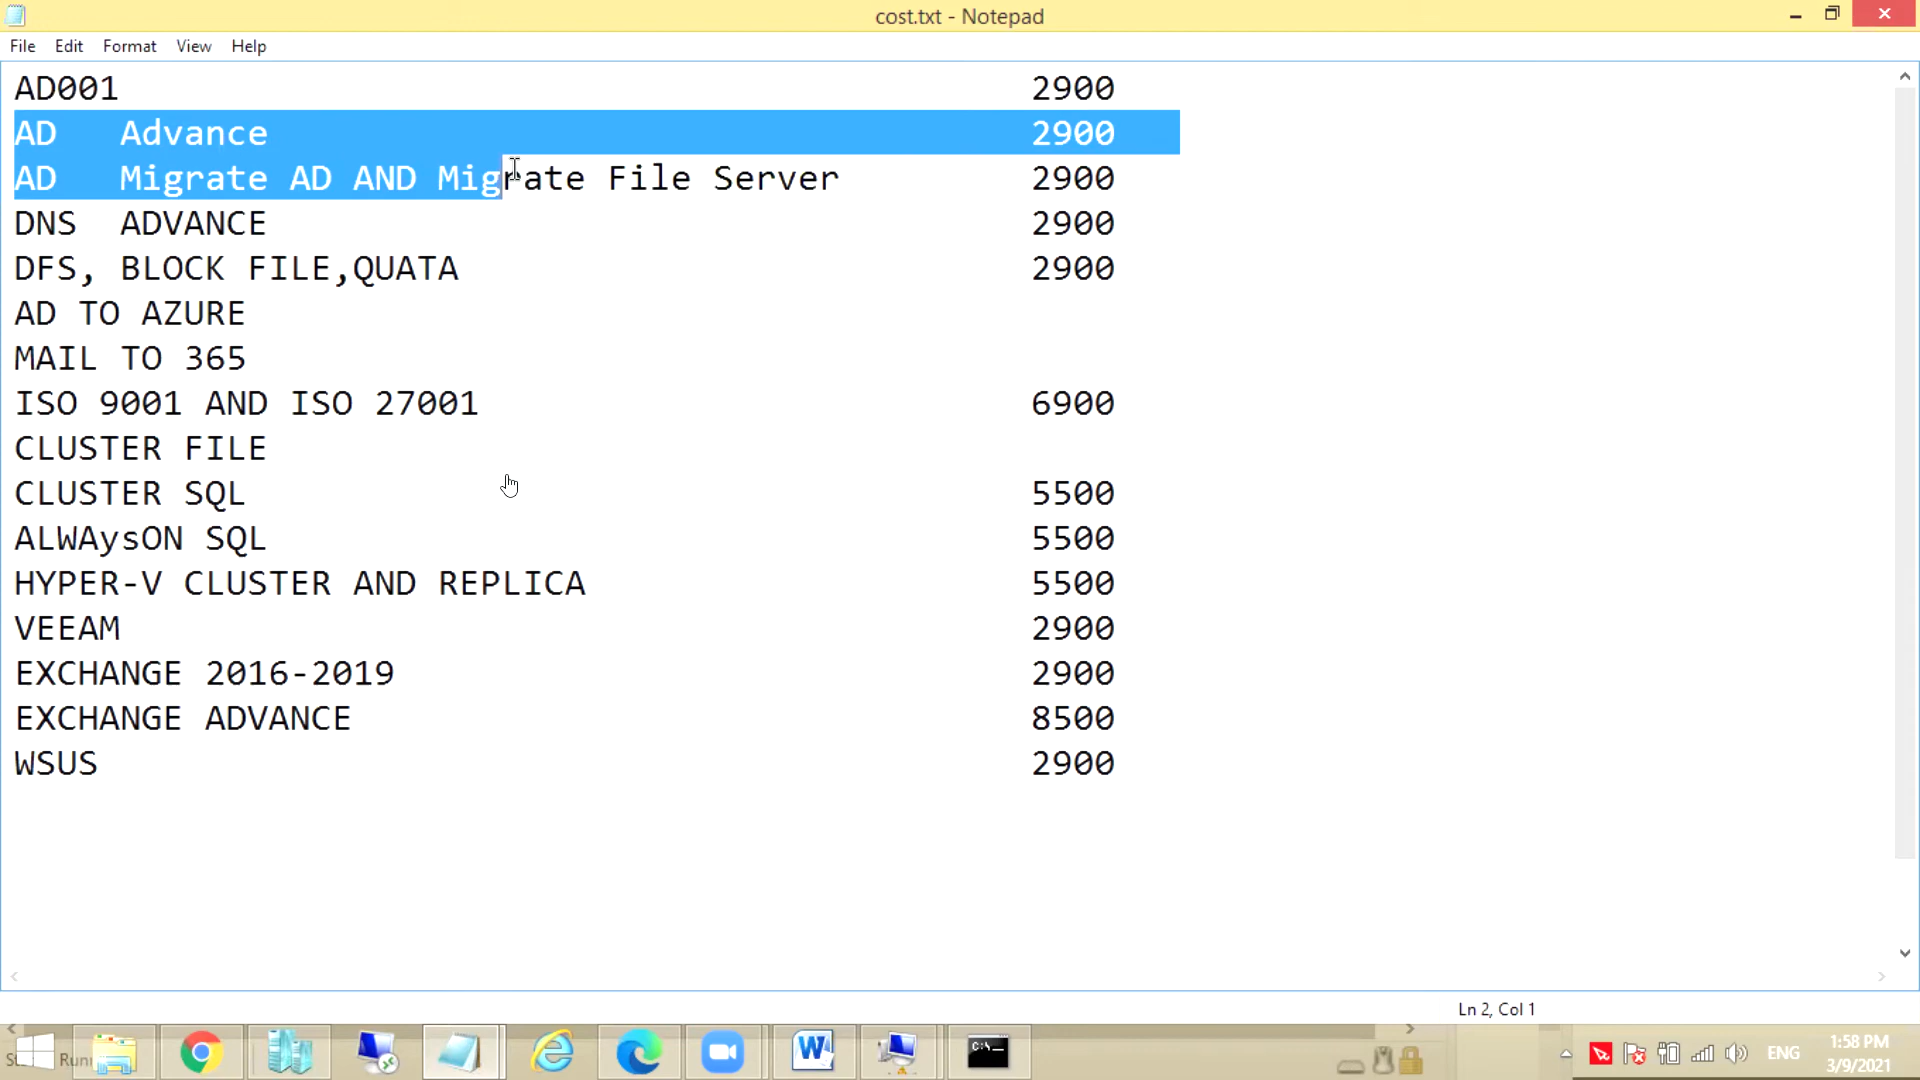 cost.txt - Notepad
File Edit Format View Help
AD001 2900
AD Advance 2900
AD Migrate AD AND Migrate File Server 2900
DNS ADVANCE 2900
DFS, BLOCK FILE,QUATA 2900
AD TO AZURE
MAIL TO 365
ISO 9001 AND ISO 27001 6900
CLUSTER FILE
CLUSTER SQL 5500
ALWAysON SQL 5500
HYPER-V CLUSTER AND REPLICA 5500
VEEAM 2900
EXCHANGE 2016-2019 2900
EXCHANGE ADVANCE 8500
WSUS 2900
Ln 2, Col 1
ENG
1:58 PM
3/9/2021